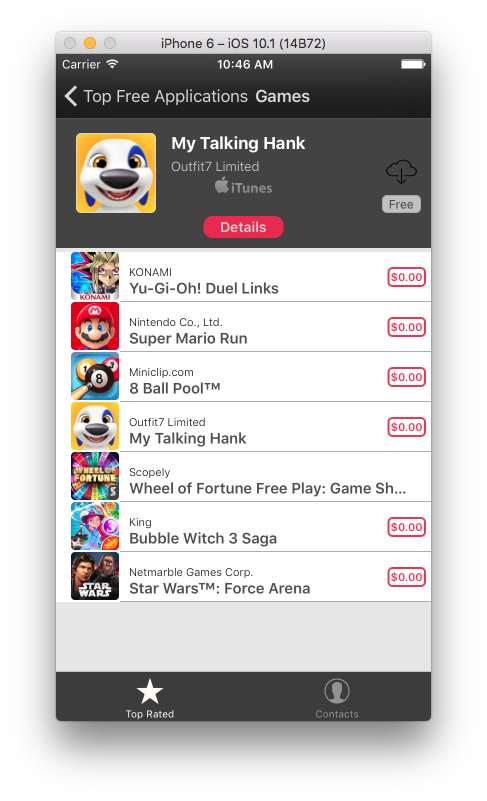 iPhone 6 – iOS 10.1 (14B72)
Carrier 10:46 AM
Top Free Applications Games
My Talking Hank
Outfit7 Limited
iTunes
Free
Details
KONAMI
KONAMI
Yu-Gi-Oh! Duel Links
$0.00
Nintendo Co., Ltd.
Super Mario Run
$0.00
8
Miniclip.com
8 Ball Pool™
$0.00
Outfit7 Limited
My Talking Hank
$0.00
WHEEL OF
FORTUNE
Scopely
Wheel of Fortune Free Play: Game Sh...
King
Bubble Witch 3 Saga
$0.00
STAR
WARS
Netmarble Games Corp.
Star Wars™: Force Arena
$0.00
Top Rated
Contacts